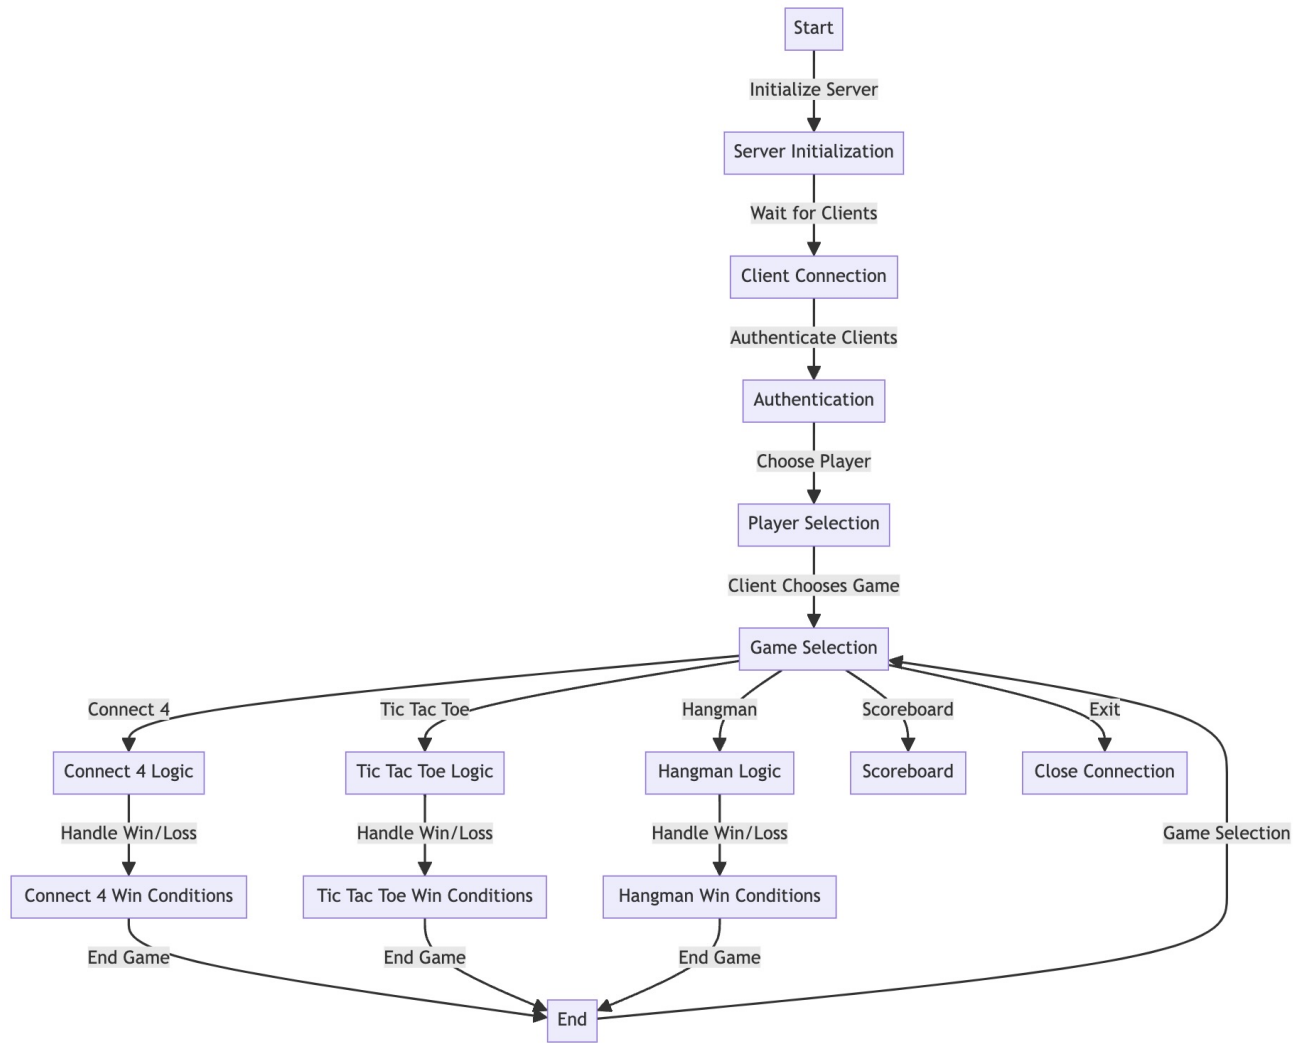 Start
Initialize Server
Server Initialization
Wait for Clients
Client Connection
Authenticate Clients
Authentication
Choose Player
Player Selection
Client Chooses Game
Game Selection
Connect 4
Tic Tac Toe
Hangman
Scoreboard
Exit
Connect 4 Logic
Tic Tac Toe Logic
Hangman Logic
Scoreboard
Close Connection
Handle Win/Loss
Handle Win/Loss
Handle Win/Loss
Game Selection
Connect 4 Win Conditions
Tic Tac Toe Win Conditions
Hangman Win Conditions
End Game
End Game
End Game
End